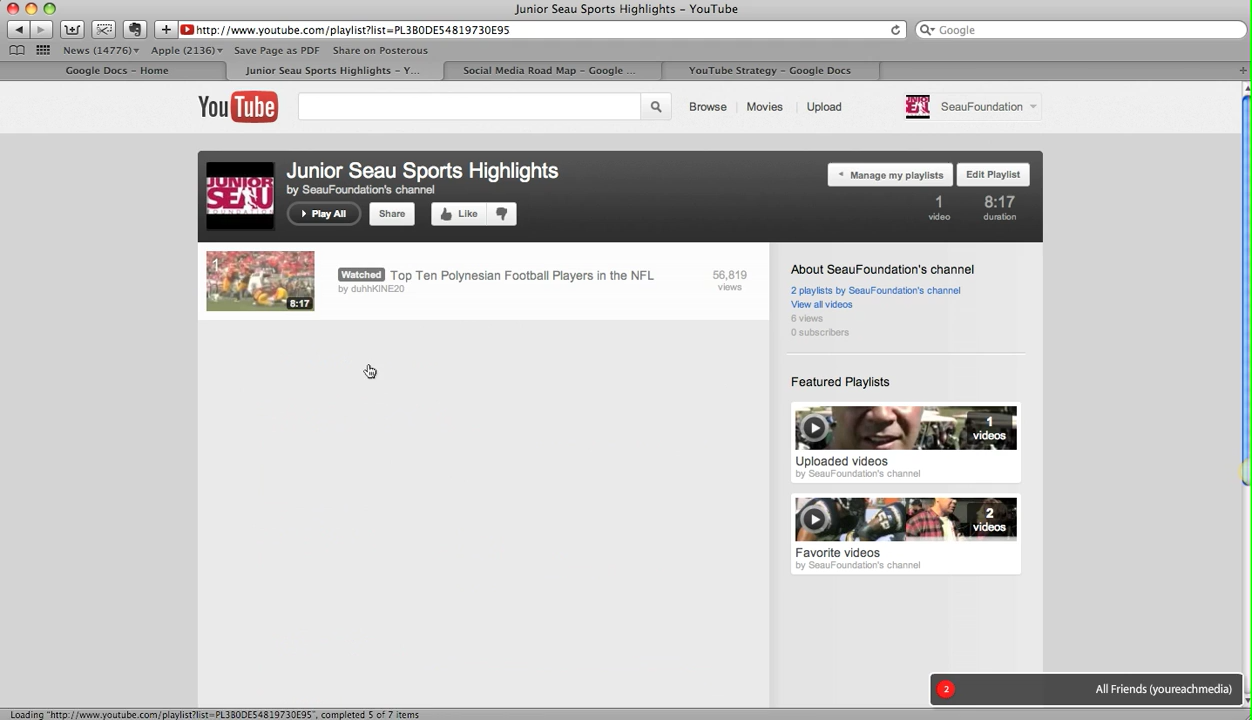 Junior Seau Sports Highlights – YouTube
http://www.youtube.com/playlist?list=PL3B0DE54819730E95
Google
News (14776)
Apple (2136)
Save Page as PDF
Share on Posterous
Google Docs - Home
Junior Seau Sports Highlights - Y...
Social Media Road Map - Google ...
YouTube Strategy - Google Docs
YouTube
Browse
Movies
Upload
JUNIOR SEAU
SeauFoundation
JUNIOR
SEAU
FOUNDATION
Junior Seau Sports Highlights
by SeauFoundation's channel
Play All
Share
Like
Manage my playlists
Edit Playlist
1
video
8:17
duration
1
8:17
Watched Top Ten Polynesian Football Players in the NFL
by duhhKINE20
56,819
views
About SeauFoundation's channel
2 playlists by SeauFoundation's channel
View all videos
6 views
0 subscribers
Featured Playlists
1
videos
Uploaded videos
by SeauFoundation's channel
2
videos
Favorite videos
by SeauFoundation's channel
2
All Friends (youreachmedia)
Loading "http://www.youtube.com/playlist?list=PL3B0DE54819730E95", completed 5 of 7 items